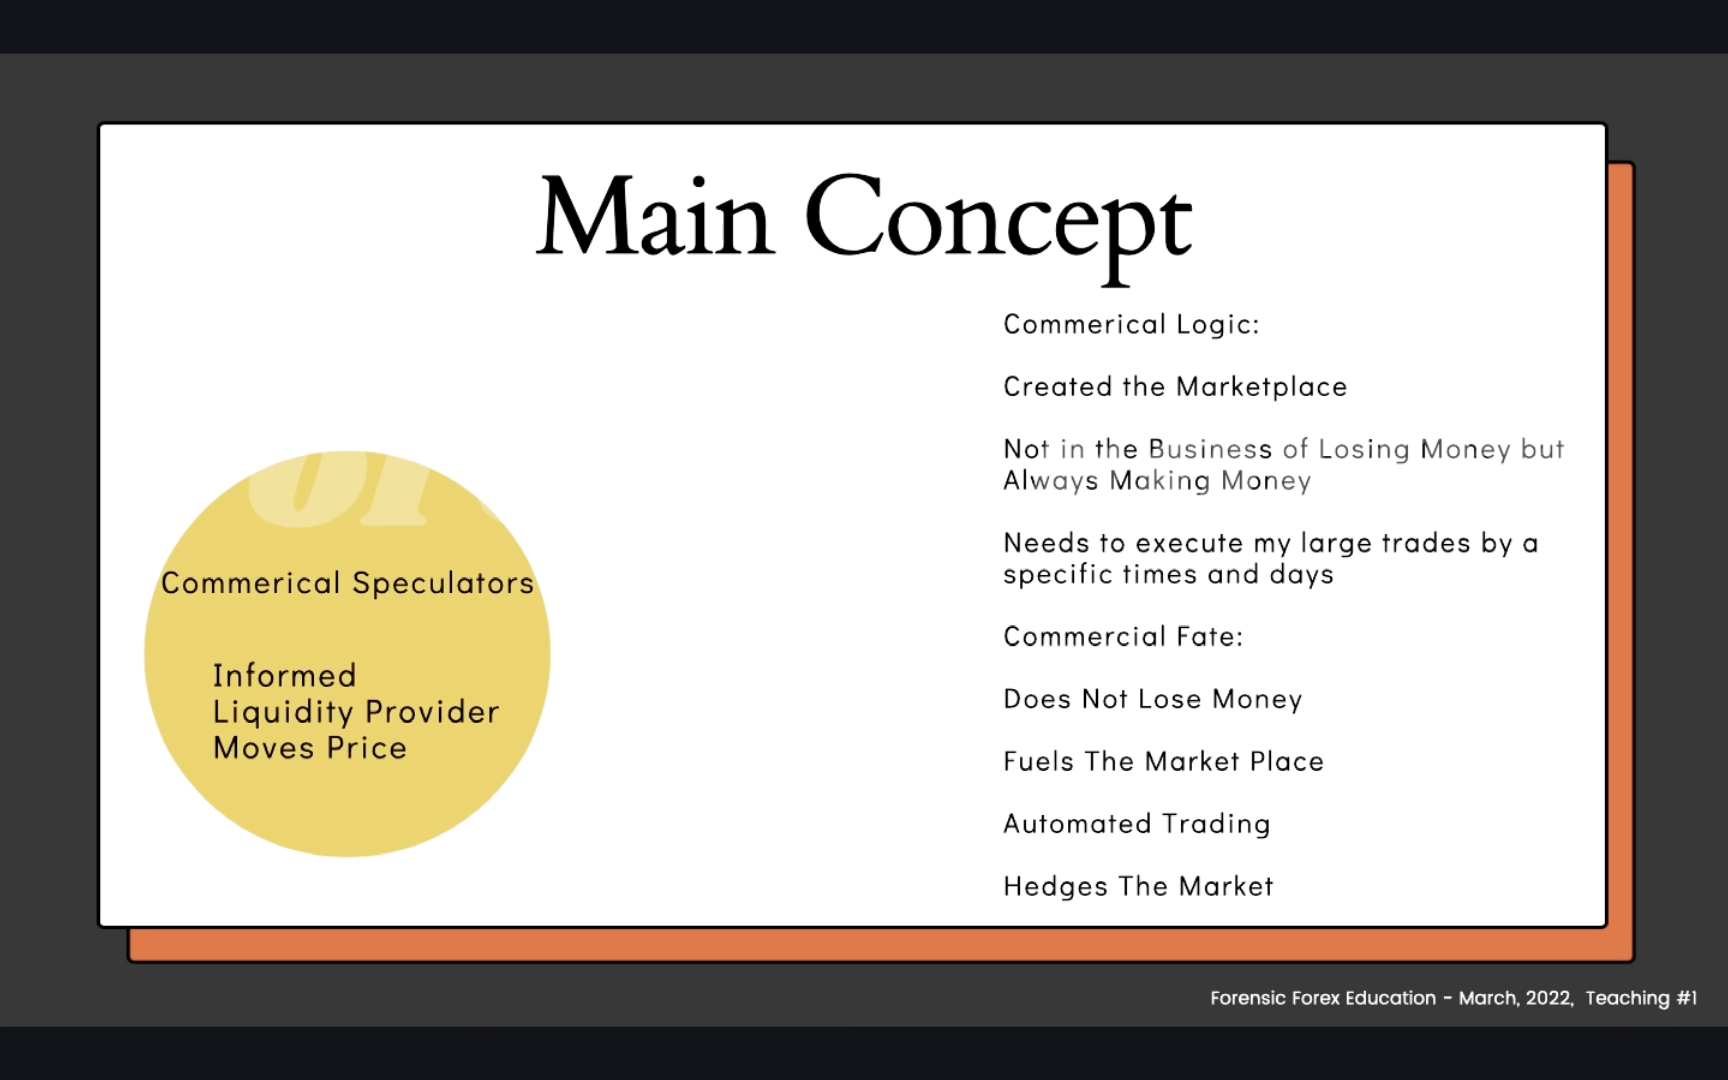 Main Concept
Commerical Logic:
Created the Marketplace
Not in the Business of Losing Money but
Always Making Money
Needs to execute my large trades by a
specific times and days
Commercial Fate:
Does Not Lose Money
Fuels The Market Place
Automated Trading
Hedges The Market
Commerical Speculators
Informed
Liquidity Provider
Moves Price
Forensic Forex Education - March, 2022, Teaching #1